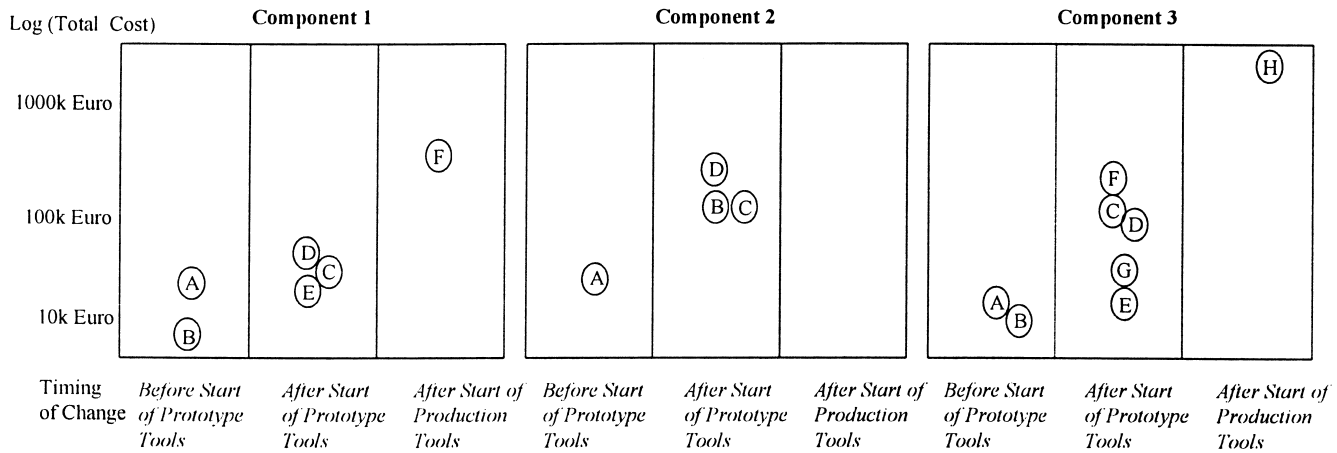 Log (Total Cost)
Component 1
Component 2
Component 3
H
1000k Euro
F
D
F
B
C
C
100k Euro
D
D
C
G
A
A
E
E
A
B
10k Euro
B
Timing of Change
Before Start of Prototype Tools
After Start of Prototype Tools
After Start of Production Tools
Before Start of Prototype Tools
After Start of Prototype Tools
After Start of Production Tools
Before Start of Prototype Tools
After Start of Prototype Tools
After Start of Production Tools